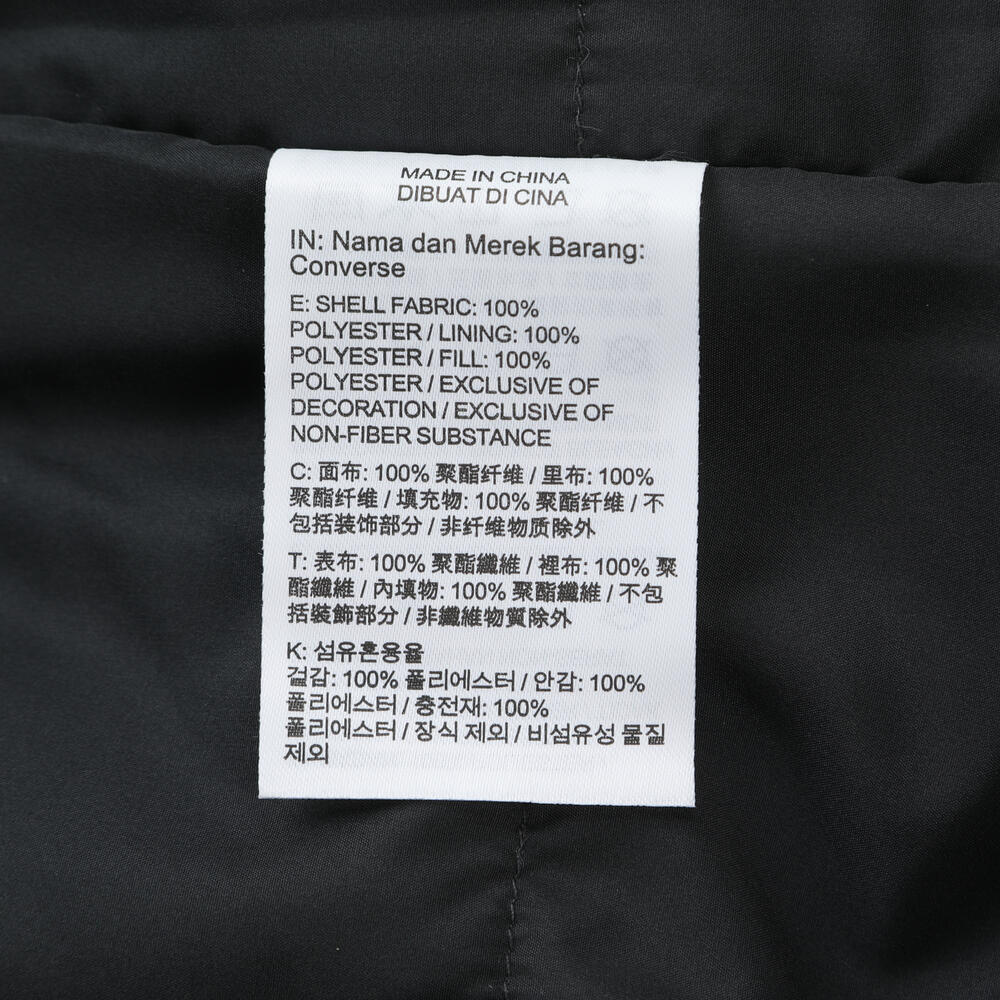 MADE IN CHINA
DIBUAT DI CINA
IN: Nama dan Merek Barang:
Converse
E: SHELL FABRIC: 100%
POLYESTER / LINING: 100%
POLYESTER / FILL: 100%
POLYESTER / EXCLUSIVE OF
DECORATION / EXCLUSIVE OF
NON-FIBER SUBSTANCE
C: 面布: 100% 聚酯纤维 / 里布: 100%
聚酯纤维 / 填充物: 100% 聚酯纤维 / 不
包括装饰部分 / 非纤维物质除外
T: 表布: 100% 聚酯纖維 / 裡布: 100% 聚
酯纖維 / 內填物: 100% 聚酯纖維 / 不包
括裝飾部分 / 非纖維物質除外
K: 섬유혼용율
겉감: 100% 폴리에스터 / 안감: 100%
폴리에스터 / 충전재: 100%
폴리에스터 / 장식 제외 / 비섬유성 물질
제외